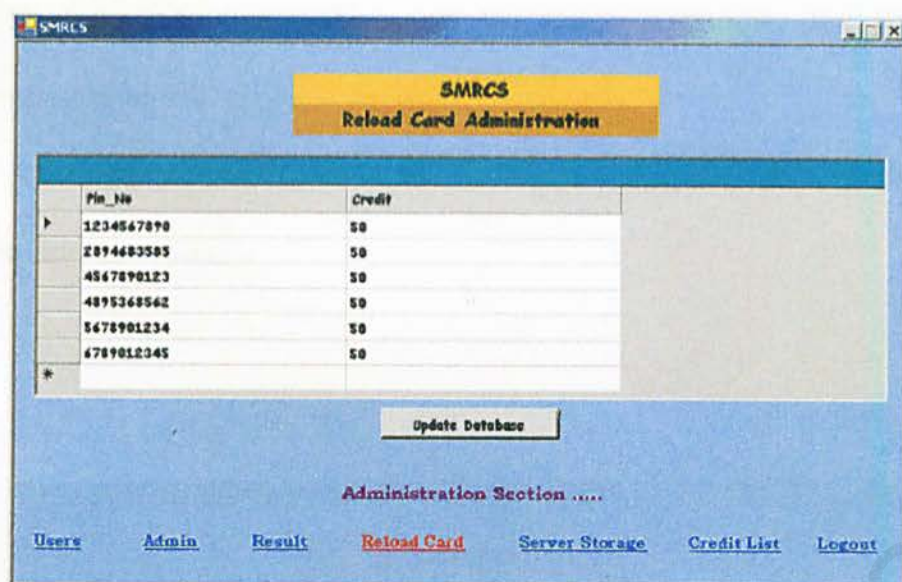 SMRCS
SMRCS
Reload Card Administration
Pin_No Credit
1234567890 50
2894683585 50
4567890123 50
4895368562 50
5678901234 50
6789012345 50
*
Update Database
Administration Section .....
Users Admin Result Reload Card Server Storage Credit List Logout